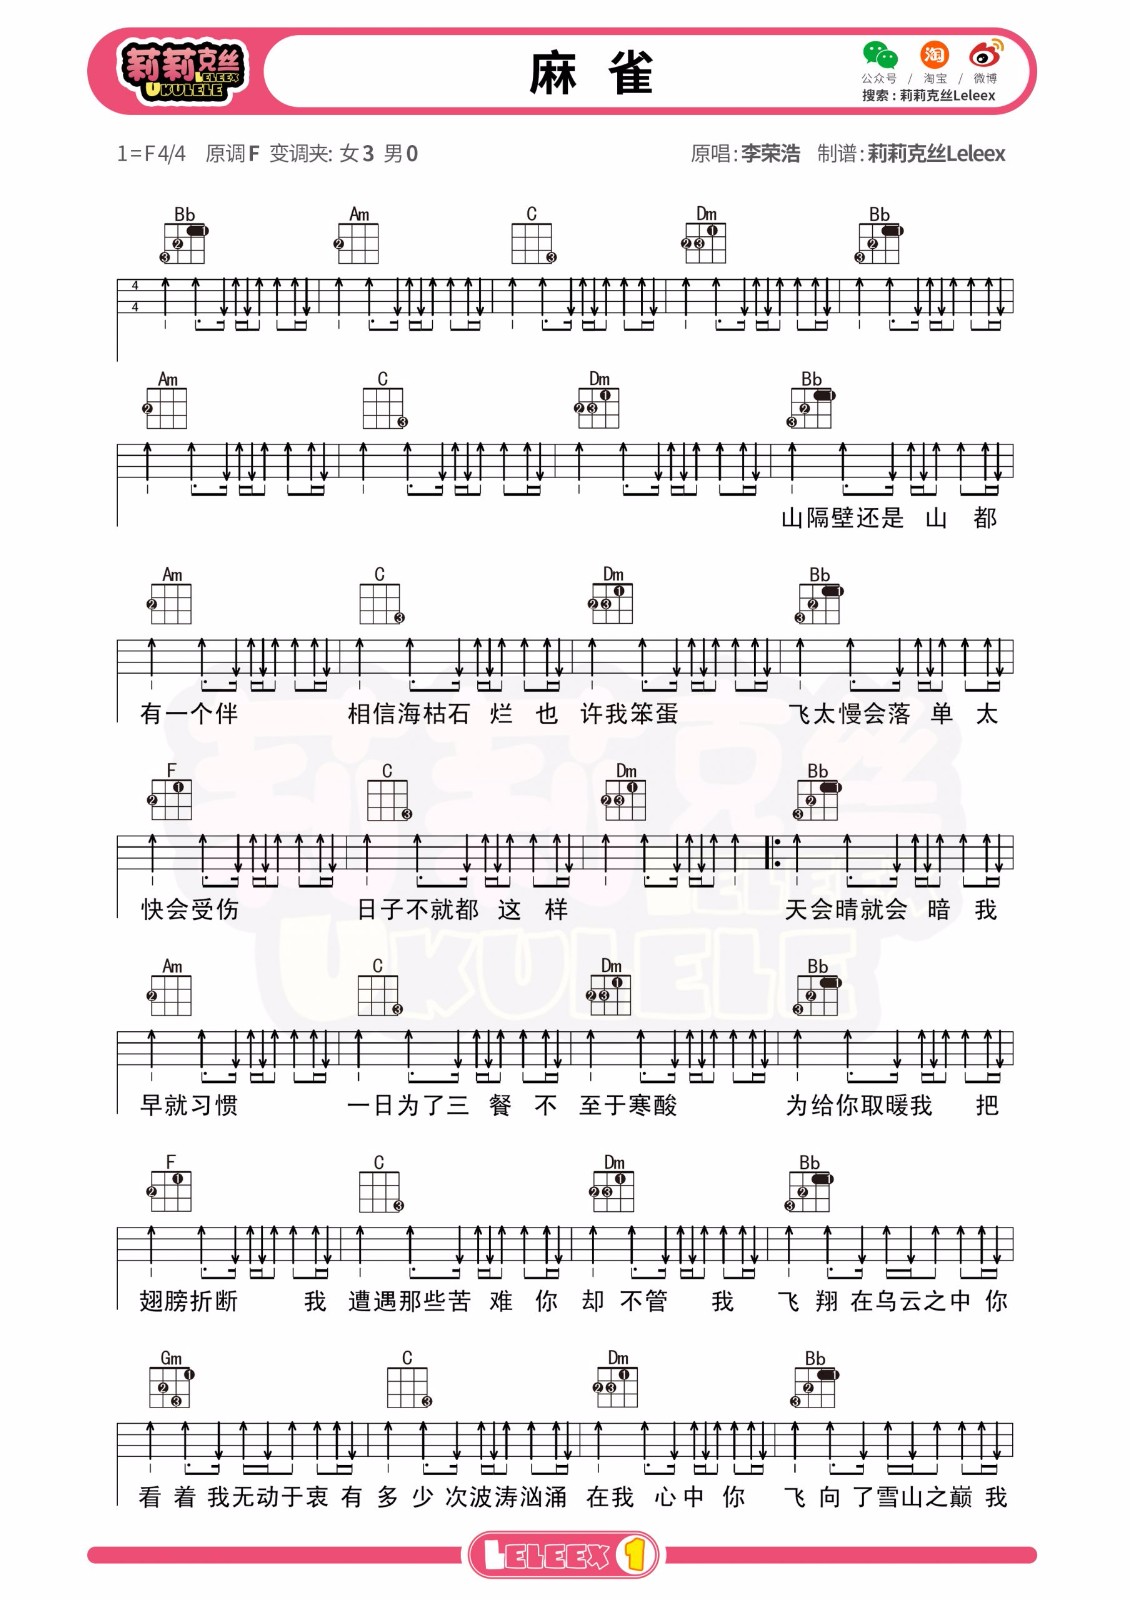 莉莉克丝
LELEEX
UKULELE
麻雀
公众号 / 淘宝 / 微博
搜索：莉莉克丝Leleex
1=F 4/4 原调F 变调夹: 女3 男0
原唱:李荣浩 制谱:莉莉克丝Leleex
Bb Am C Dm Bb
4
4
Am C Dm Bb
山隔壁还是 山 都
Am C Dm Bb
有一个伴 相信海枯石 烂 也 许我笨蛋 飞太慢会落 单 太
F C Dm Bb
快会受伤 日子不就都 这 样 天会晴就会 暗 我
Am C Dm Bb
早就习惯 一日为了三 餐 不 至于寒酸 为给你取暖我 把
F C Dm Bb
翅膀折断 我 遭遇那些苦 难 你 却 不管 我 飞 翔 在乌云之中 你
Gm C Dm Bb
看 着 我无动于衷 有 多 少 次波涛汹涌 在我 心中 你 飞 向 了雪山之巅 我
LELEEX 1
莉莉克丝
LELEEX
UKULELE